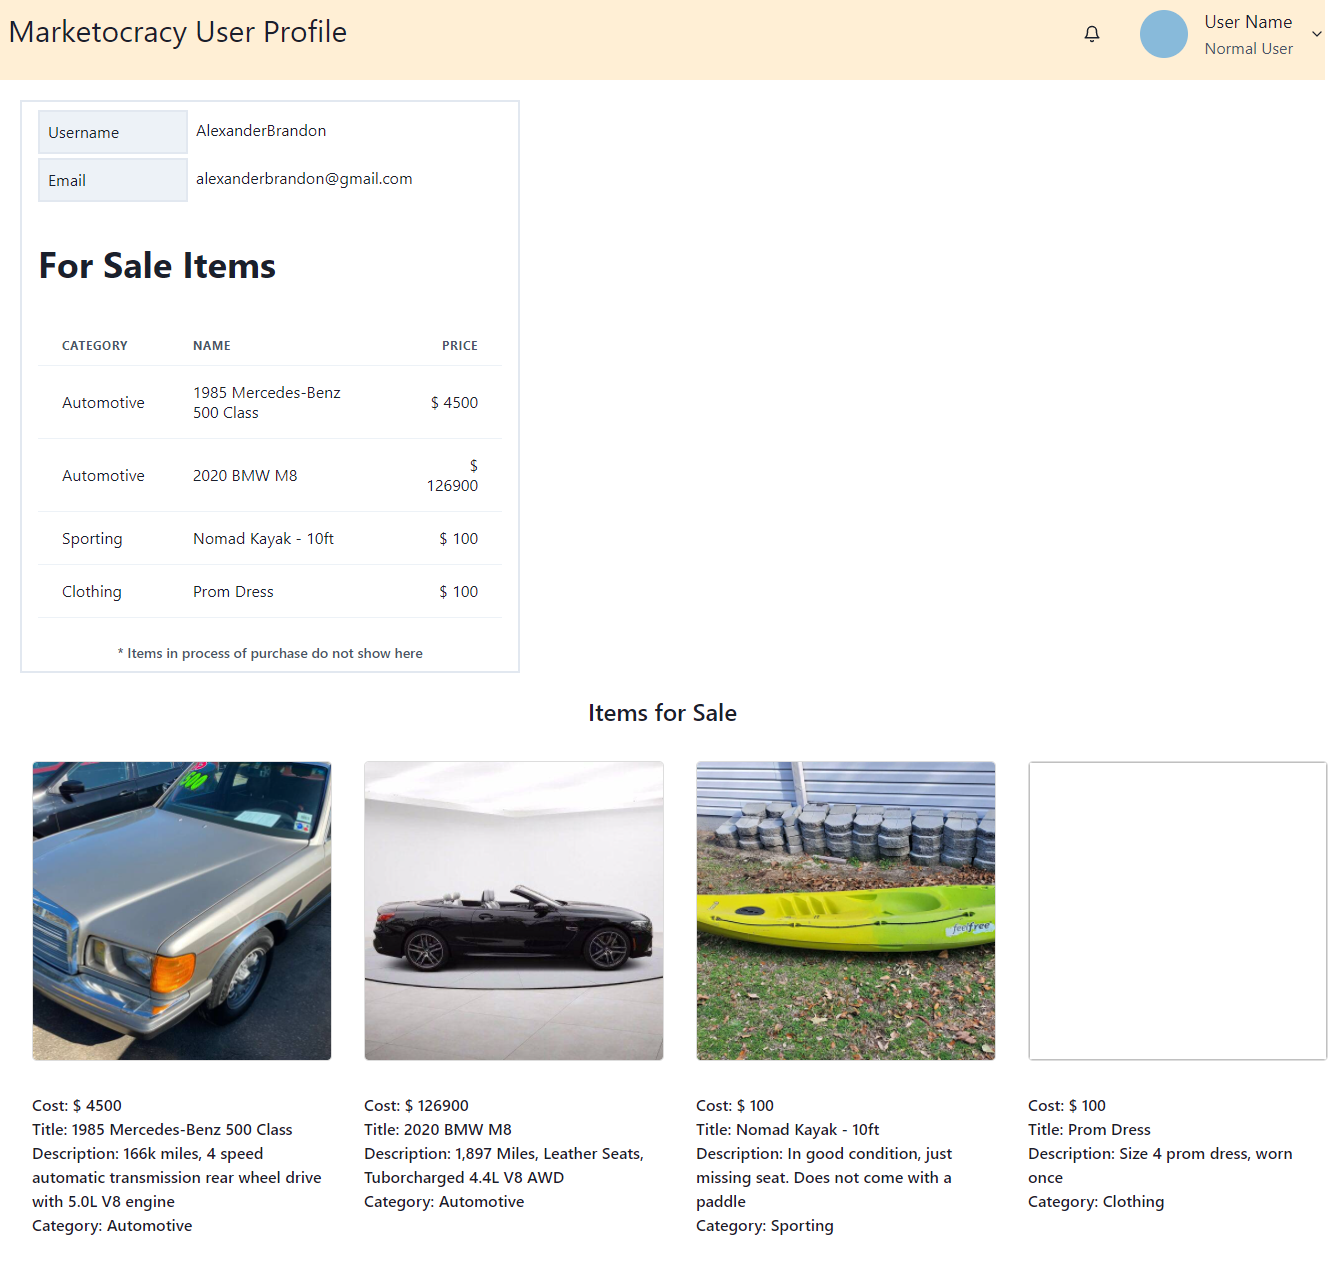 Marketocracy User Profile
User Name
Normal User
Username
AlexanderBrandon
Email
alexanderbrandon@gmail.com
For Sale Items
CATEGORY NAME PRICE
Automotive 1985 Mercedes-Benz 500 Class $ 4500
Automotive 2020 BMW M8 $ 126900
Sporting Nomad Kayak - 10ft $ 100
Clothing Prom Dress $ 100
* Items in process of purchase do not show here
Items for Sale
500
feelfree
Cost: $ 4500
Title: 1985 Mercedes-Benz 500 Class
Description: 166k miles, 4 speed
automatic transmission rear wheel drive
with 5.0L V8 engine
Category: Automotive
Cost: $ 126900
Title: 2020 BMW M8
Description: 1,897 Miles, Leather Seats,
Tuborcharged 4.4L V8 AWD
Category: Automotive
Cost: $ 100
Title: Nomad Kayak - 10ft
Description: In good condition, just
missing seat. Does not come with a
paddle
Category: Sporting
Cost: $ 100
Title: Prom Dress
Description: Size 4 prom dress, worn
once
Category: Clothing